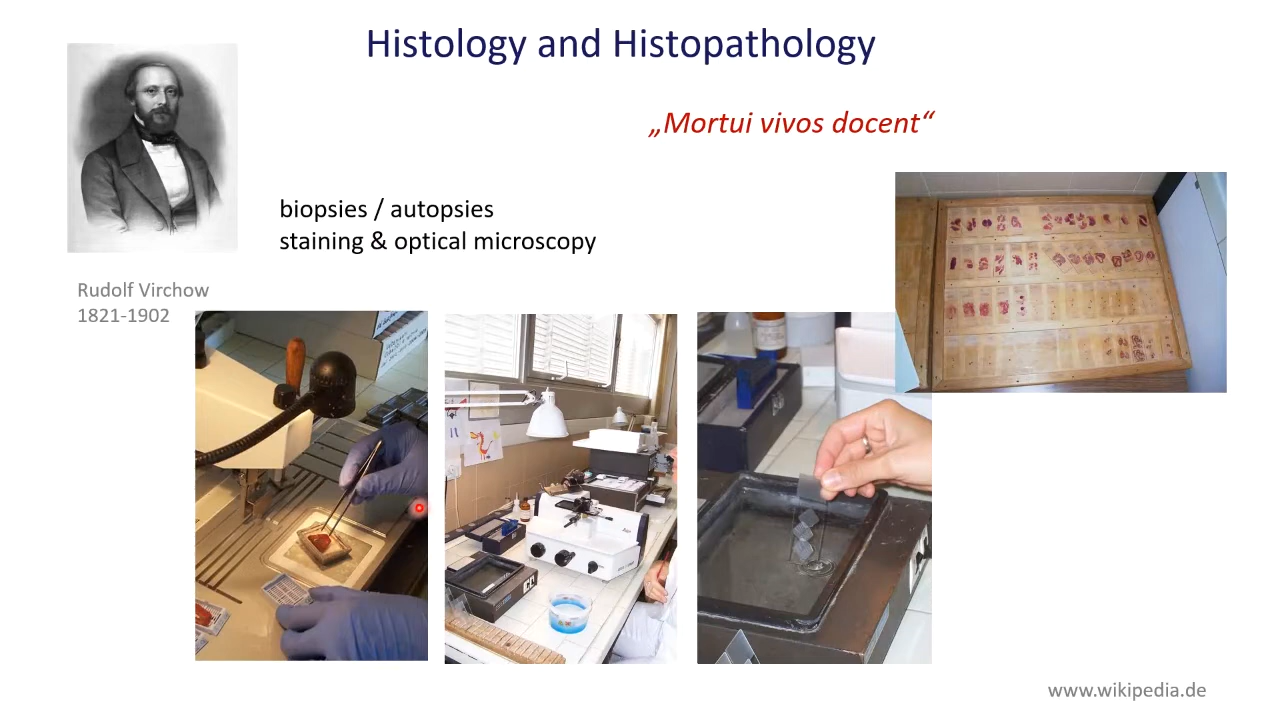 Histology and Histopathology
„Mortui vivos docent“
biopsies / autopsies
staining & optical microscopy
Rudolf Virchow
1821-1902
www.wikipedia.de